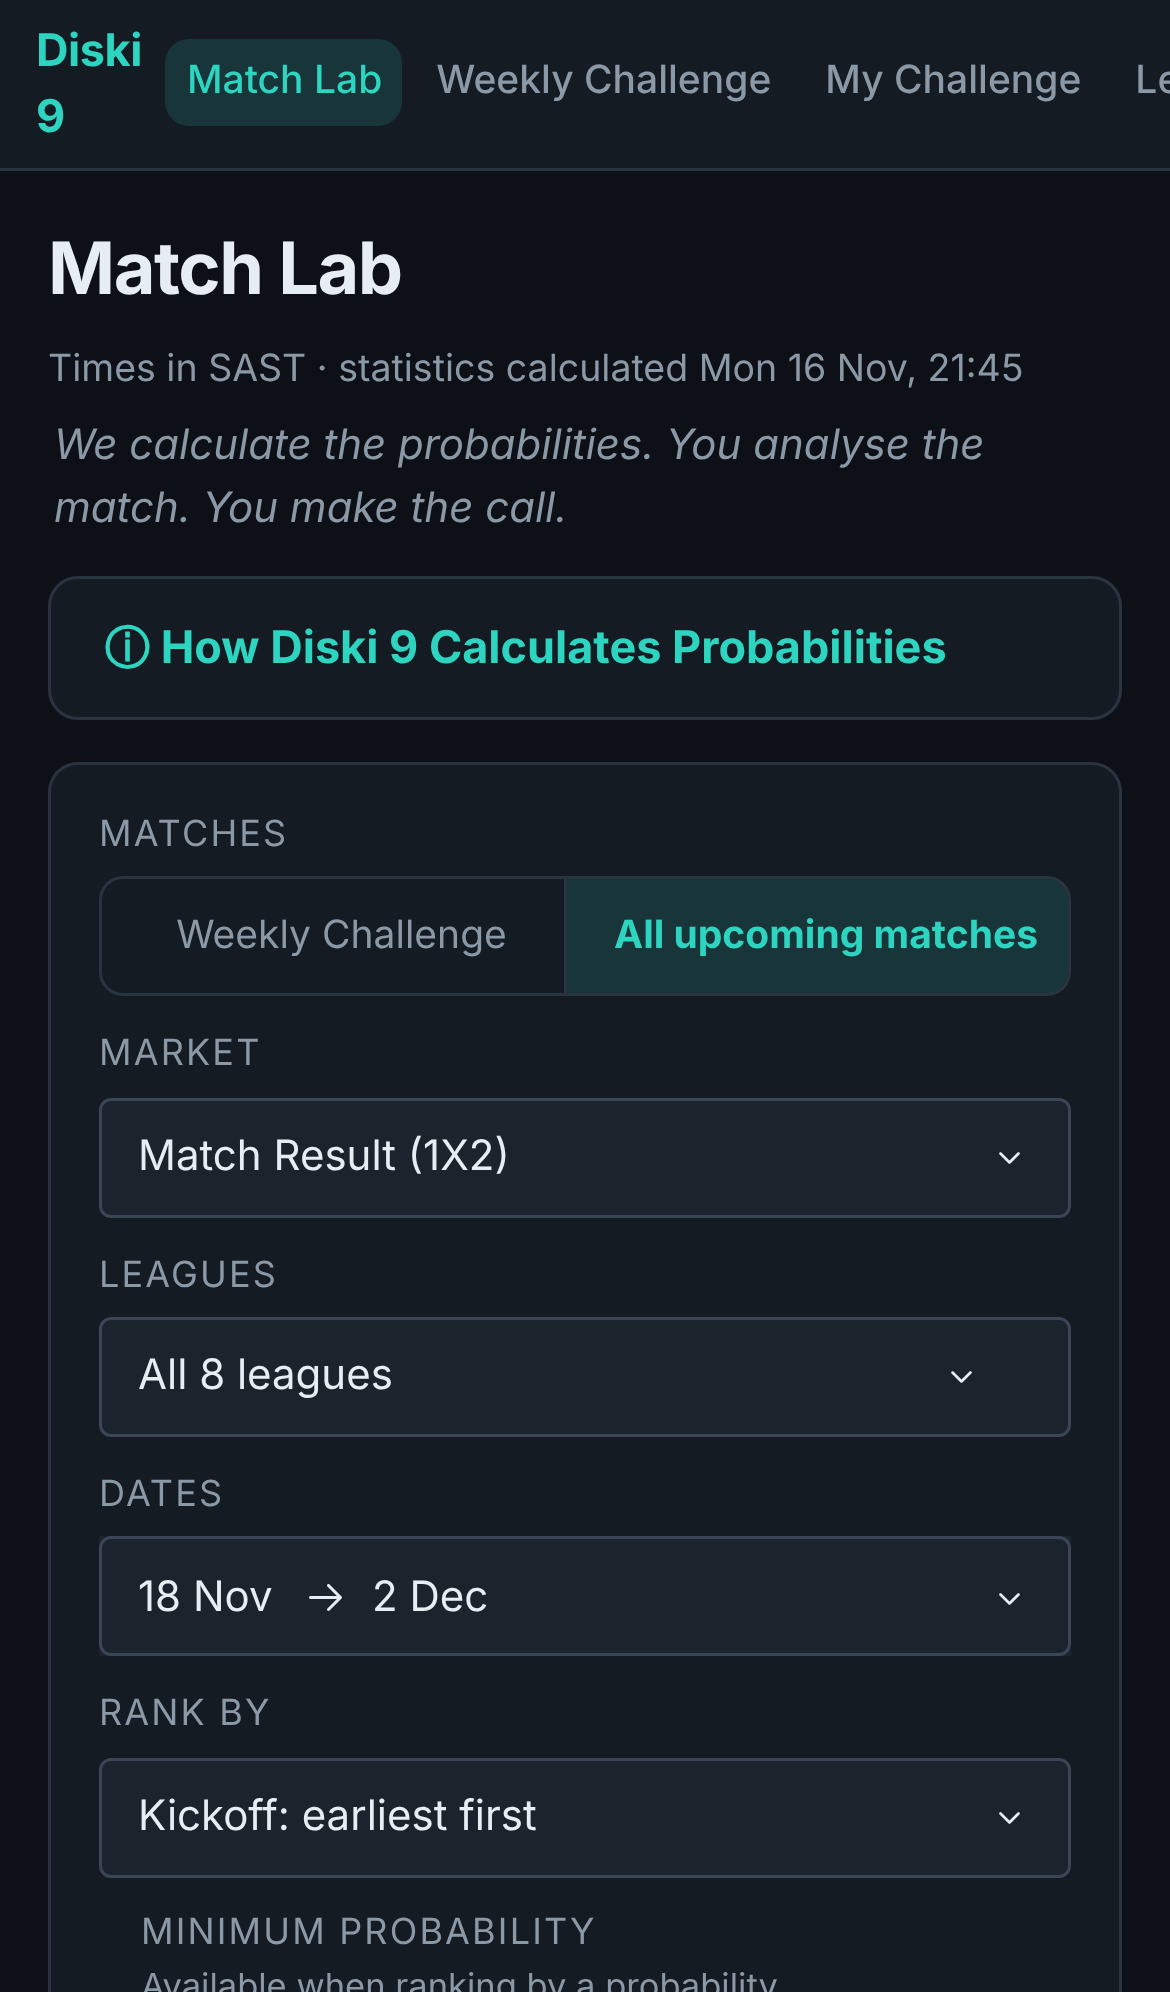 Diski
9
Match Lab
Weekly Challenge
My Challenge
Le
Match Lab
Times in SAST · statistics calculated Mon 16 Nov, 21:45
We calculate the probabilities. You analyse the
match. You make the call.
ⓘ How Diski 9 Calculates Probabilities
MATCHES
Weekly Challenge
All upcoming matches
MARKET
Match Result (1X2)
LEAGUES
All 8 leagues
DATES
18 Nov → 2 Dec
RANK BY
Kickoff: earliest first
MINIMUM PROBABILITY
Available when ranking by a probability